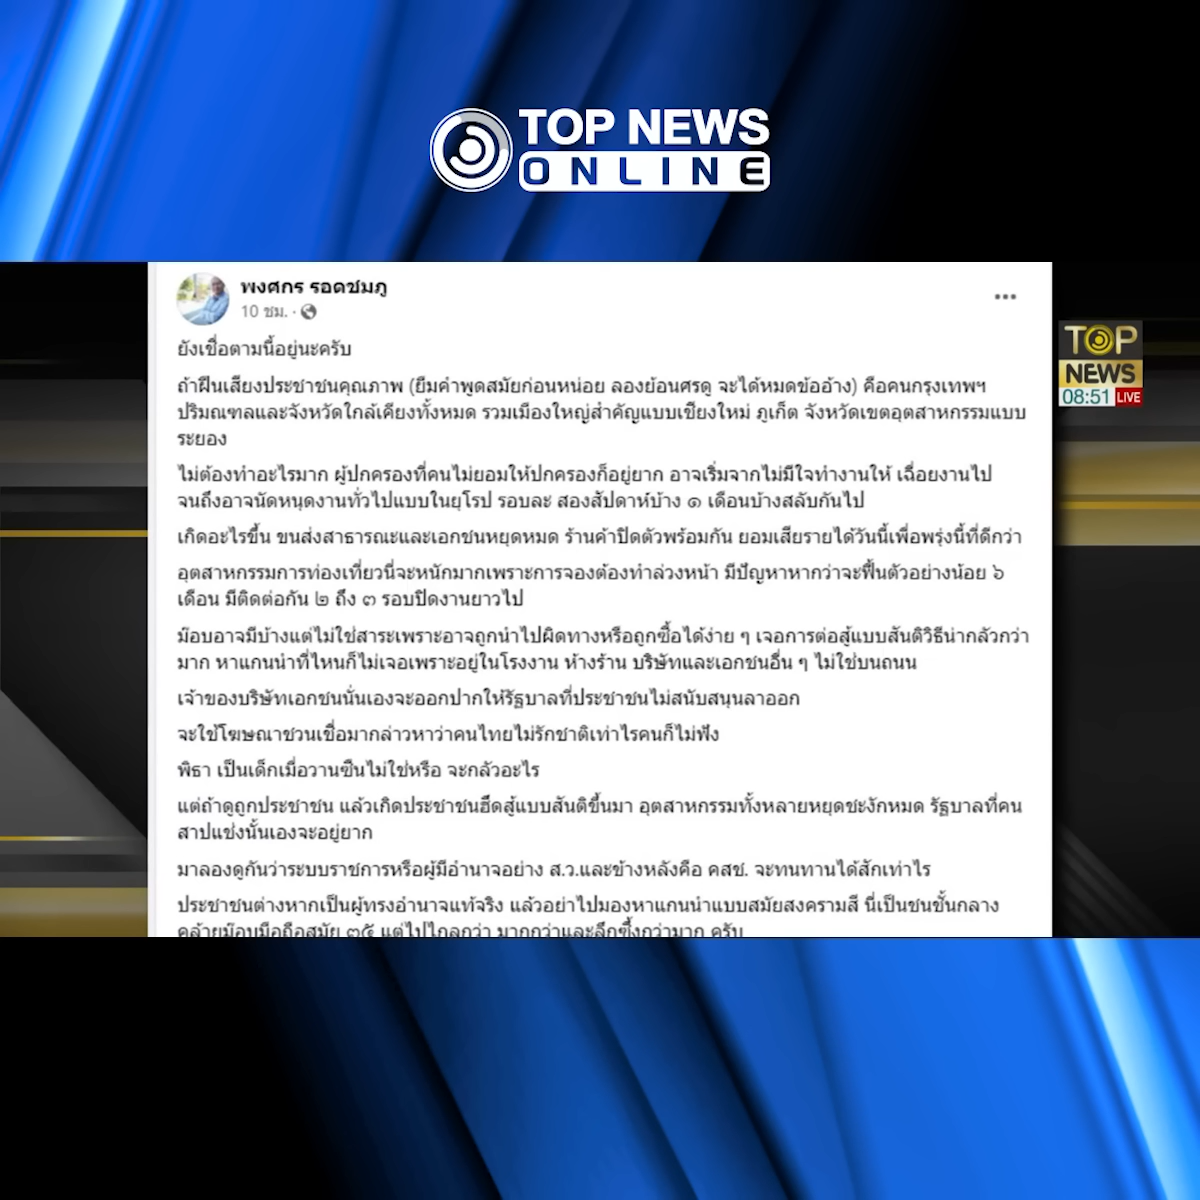 TOP NEWS
ONLINE
พงศกร รอดชมภู
10 ชม. ·
TOP
NEWS
08:51 LIVE
ยังเชื่อตามนี้อยู่นะครับ
ถ้าฝืนเสียงประชาชนคุณภาพ (ยืมคำพูดสมัยก่อนหน่อย ลองย้อนศรดู จะได้หมดข้ออ้าง) คือคนกรุงเทพฯ
ปริมณฑลและจังหวัดใกล้เคียงทั้งหมด รวมเมืองใหญ่สำคัญแบบเชียงใหม่ ภูเก็ต จังหวัดเขตอุตสาหกรรมแบบ
ระยอง
ไม่ต้องทำอะไรมาก ผู้ปกครองที่คนไม่ยอมให้ปกครองก็อยู่ยาก อาจเริ่มจากไม่มีใจทำงานให้ เฉื่อยงานไป
จนถึงอาจนัดหนุดงานทั่วไปแบบในยุโรป รอบละ สองสัปดาห์บ้าง ๑ เดือนบ้างสลับกันไป
เกิดอะไรขึ้น ขนส่งสาธารณะและเอกชนหยุดหมด ร้านค้าปิดตัวพร้อมกัน ยอมเสียรายได้วันนี้เพื่อพรุ่งนี้ที่ดีกว่า
อุตสาหกรรมการท่องเที่ยวนี่จะหนักมากเพราะการจองต้องทำล่วงหน้า มีปัญหาหากว่าจะฟื้นตัวอย่างน้อย ๖
เดือน มีติดต่อกัน ๒ ถึง ๓ รอบปิดงานยาวไป
ม๊อบอาจมีบ้างแต่ไม่ใช่สาระเพราะอาจถูกนำไปผิดทางหรือถูกซื้อได้ง่าย ๆ เจอการต่อสู้แบบสันติวิธีน่ากลัวกว่า
มาก หาแกนนำที่ไหนก็ไม่เจอเพราะอยู่ในโรงงาน ห้างร้าน บริษัทและเอกชนอื่น ๆ ไม่ใช่บนถนน
เจ้าของบริษัทเอกชนนั่นเองจะออกปากให้รัฐบาลที่ประชาชนไม่สนับสนุนลาออก
จะใช้โฆษณาชวนเชื่อมากล่าวหาว่าคนไทยไม่รักชาติเท่าไรคนก็ไม่ฟัง
พิธา เป็นเด็กเมื่อวานซืนไม่ใช่หรือ จะกลัวอะไร
แต่ถ้าดูถูกประชาชน แล้วเกิดประชาชนฮึดสู้แบบสันติขึ้นมา อุตสาหกรรมทั้งหลายหยุดชะงักหมด รัฐบาลที่คน
สาปแช่งนั้นเองจะอยู่ยาก
มาลองดูกันว่าระบบราชการหรือผู้มีอำนาจอย่าง ส.ว.และข้างหลังคือ คสช. จะทนทานได้สักเท่าไร
ประชาชนต่างหากเป็นผู้ทรงอำนาจแท้จริง แล้วอย่าไปมองหาแกนนำแบบสมัยสงครามสี นี่เป็นชนชั้นกลาง
คล้ายม๊อบมือถือสมัย ๓๕ แต่ไปไกลกว่า มากกว่าและลึกซึ้งกว่ามาก ครับ